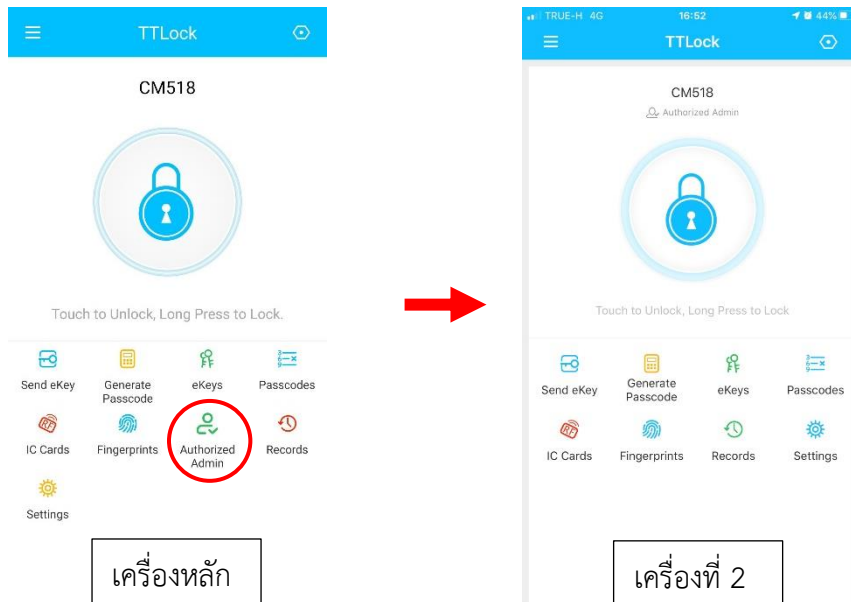 TTLock
CM518
Touch to Unlock, Long Press to Lock.
Send eKey
Generate
Passcode
eKeys
Passcodes
IC Cards
Fingerprints
Authorized
Admin
Records
Settings
เครื่องหลัก
TRUE-H 4G 16:52 44%
TTLock
CM518
Authorized Admin
Touch to Unlock, Long Press to Lock
Send eKey
Generate
Passcode
eKeys
Passcodes
IC Cards
Fingerprints
Records
Settings
เครื่องที่ 2